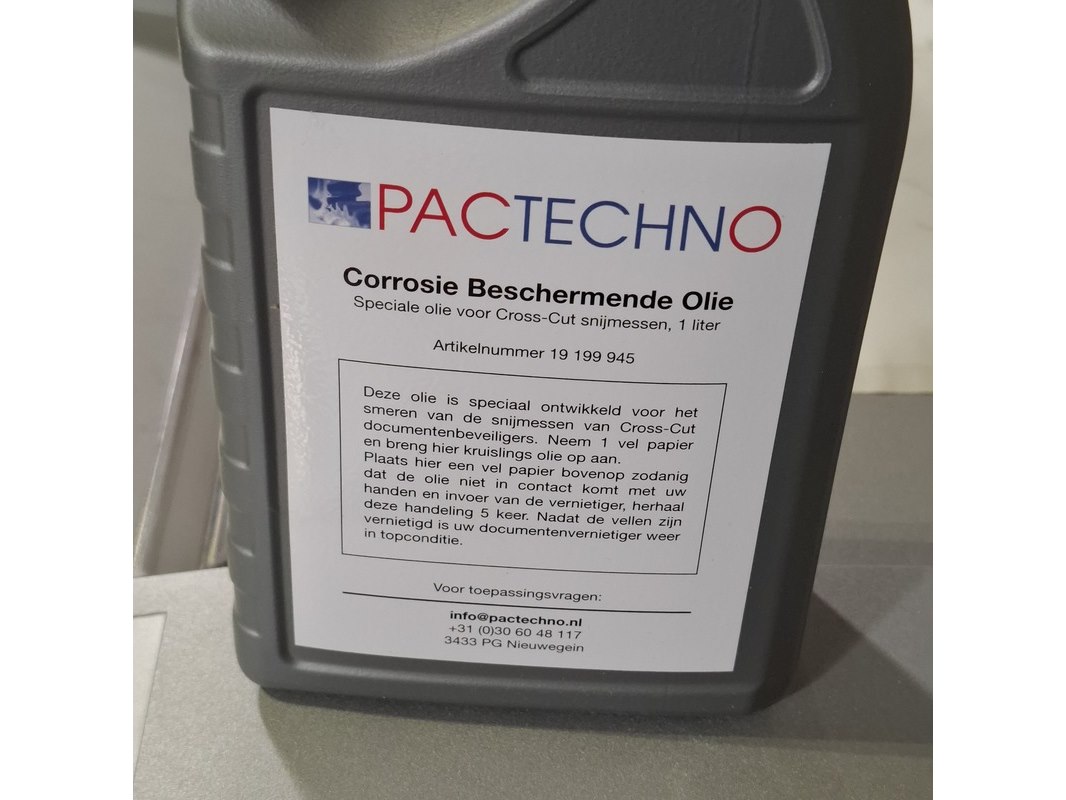 PACTECHNO
Corrosie Beschermende Olie
Speciale olie voor Cross-Cut snijmessen, 1 liter
Artikelnummer 19 199 945
Deze olie is speciaal ontwikkeld voor het
smeren van de snijmessen van Cross-Cut
documentenbeveiligers. Neem 1 vel papier
en breng hier kruislings olie op aan.
Plaats hier een vel papier bovenop zodanig
dat de olie niet in contact komt met uw
handen en invoer van de vernietiger, herhaal
deze handeling 5 keer. Nadat de vellen zijn
vernietigd is uw documentenvernietiger weer
in topconditie.
Voor toepassingsvragen:
info@pactechno.nl
+31 (0)30 60 48 117
3433 PG Nieuwegein